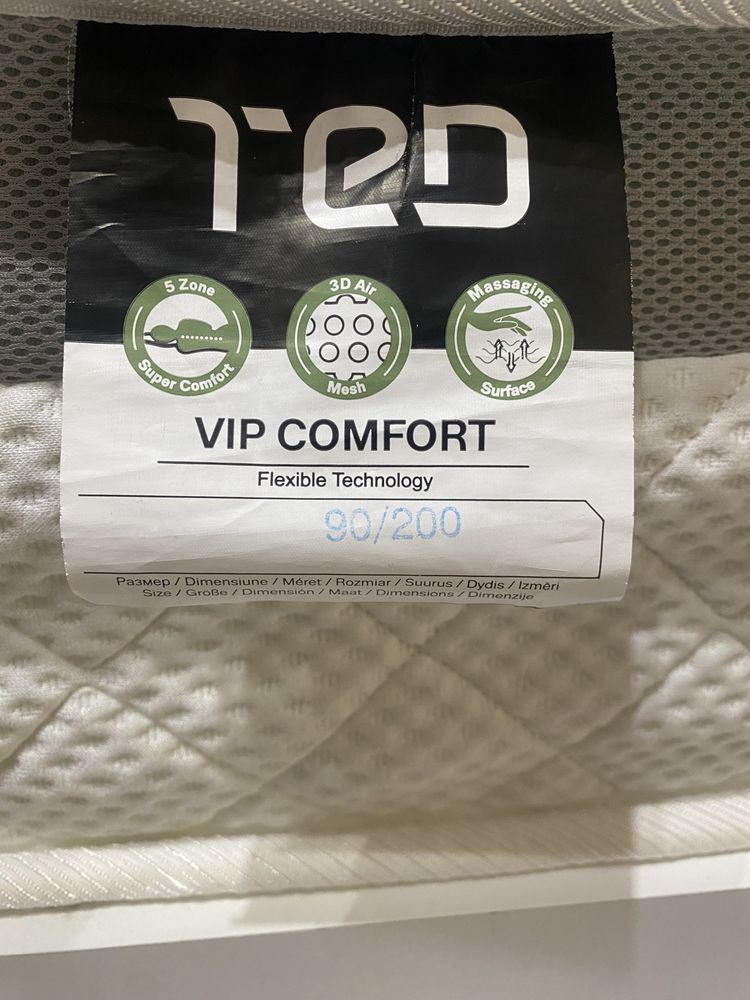 TED
5 Zone
Super Comfort
3D Air
Mesh
Massaging
Surface
VIP COMFORT
Flexible Technology
90/200
Размер / Dimensiune / Méret / Rozmiar / Suurus / Dydis / Izmēri
Size / Größe / Dimensión / Maat / Dimensions / Dimenzije